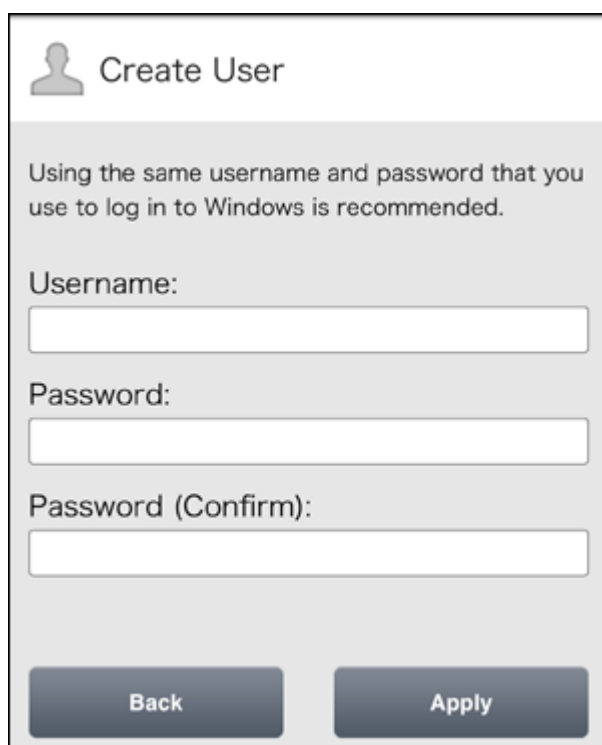 Create User
Using the same username and password that you
use to log in to Windows is recommended.
Username:
Password:
Password (Confirm):
Back
Apply